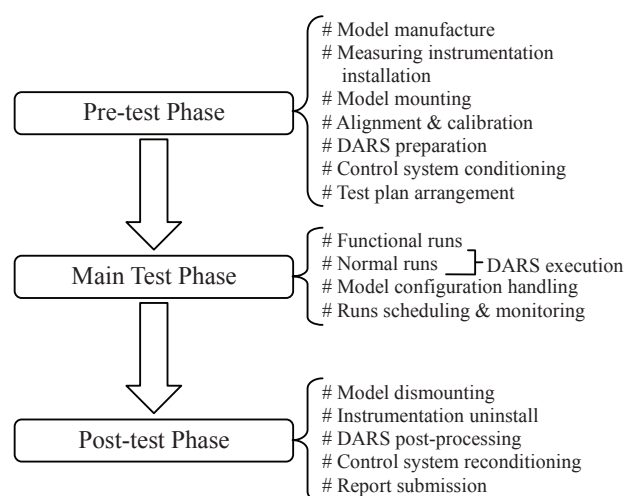 # Model manufacture
# Measuring instrumentation
installation
# Model mounting
# Alignment & calibration
# DARS preparation
# Control system conditioning
# Test plan arrangement
Pre-test Phase
# Functional runs
# Normal runs
DARS execution
# Model configuration handling
# Runs scheduling & monitoring
Main Test Phase
# Model dismounting
# Instrumentation uninstall
# DARS post-processing
# Control system reconditioning
# Report submission
Post-test Phase